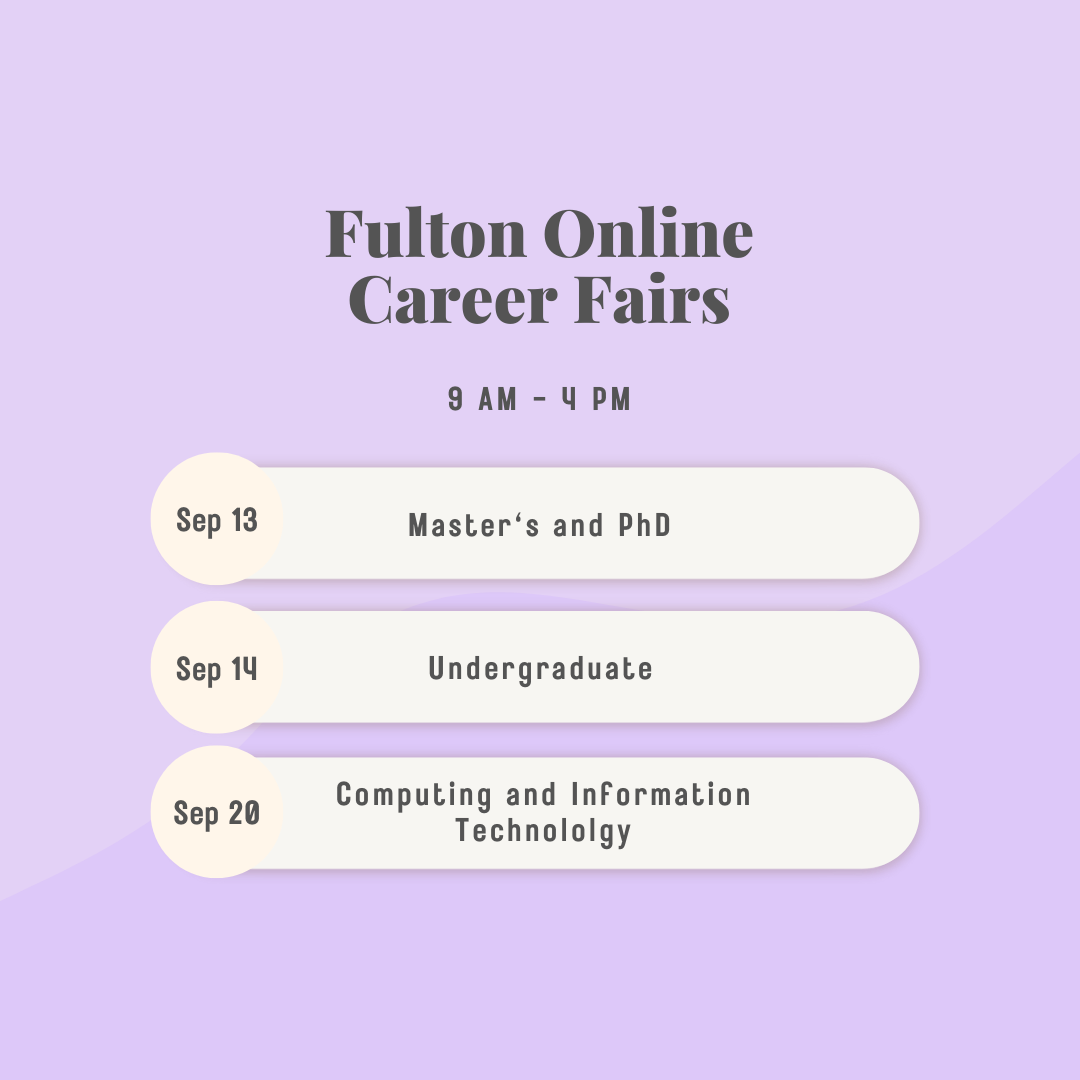 Fulton Online
Career Fairs
9 AM - 4 PM
Sep 13
Master‘s and PhD
Sep 14
Undergraduate
Sep 20
Computing and Information
Technololgy